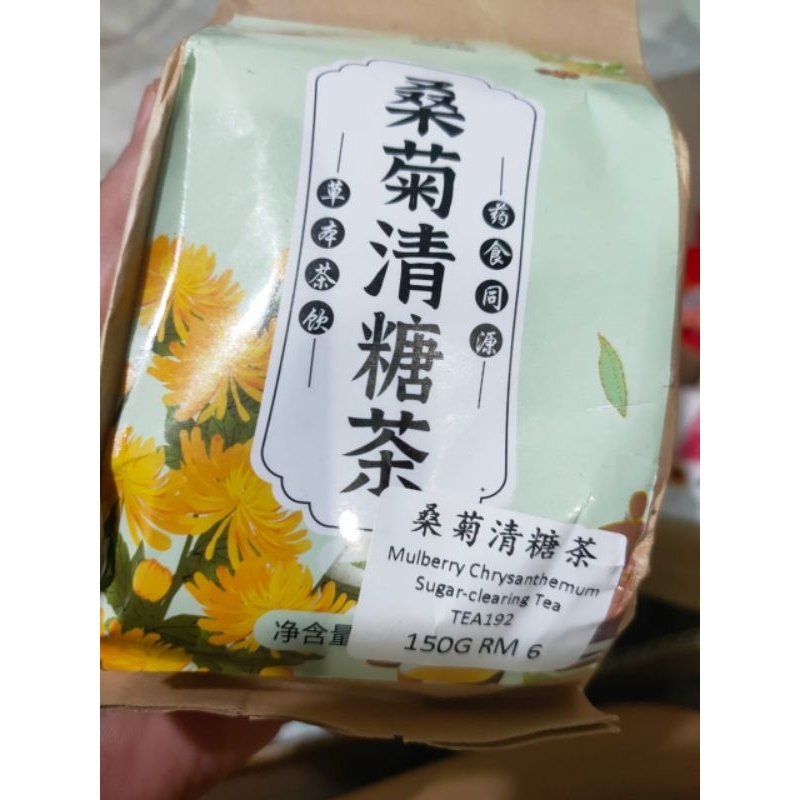 桑菊清糖茶
药食同源
草本茶饮
净含量
桑菊清糖茶
Mulberry Chrysanthemum
Sugar-clearing Tea
TEA192
150G RM 6